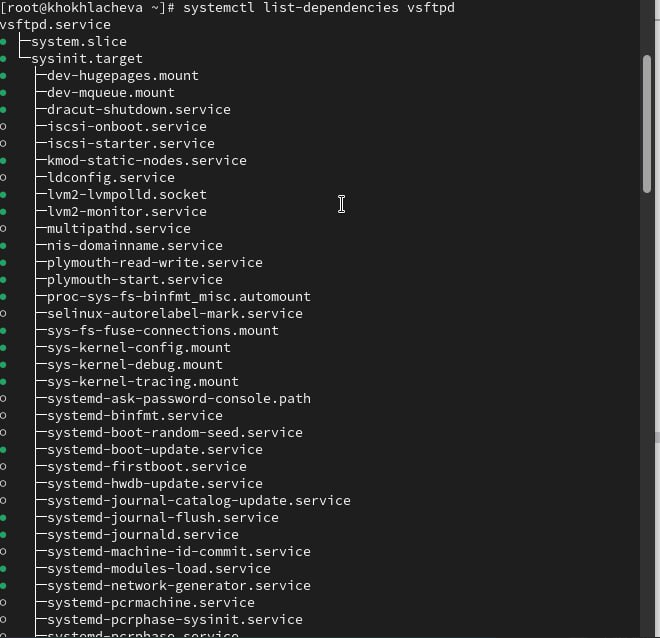 [root@khokhlacheva ~]# systemctl list-dependencies vsftpd
vsftpd.service
● ├─system.slice
● └─sysinit.target
●   ├─dev-hugepages.mount
●   ├─dev-mqueue.mount
●   ├─dracut-shutdown.service
○   ├─iscsi-onboot.service
○   ├─iscsi-starter.service
●   ├─kmod-static-nodes.service
○   ├─ldconfig.service
●   ├─lvm2-lvmpolld.socket
●   ├─lvm2-monitor.service
○   ├─multipathd.service
●   ├─nis-domainname.service
●   ├─plymouth-read-write.service
●   ├─plymouth-start.service
●   ├─proc-sys-fs-binfmt_misc.automount
○   ├─selinux-autorelabel-mark.service
●   ├─sys-fs-fuse-connections.mount
●   ├─sys-kernel-config.mount
●   ├─sys-kernel-debug.mount
●   ├─sys-kernel-tracing.mount
○   ├─systemd-ask-password-console.path
○   ├─systemd-binfmt.service
○   ├─systemd-boot-random-seed.service
●   ├─systemd-boot-update.service
○   ├─systemd-firstboot.service
○   ├─systemd-hwdb-update.service
○   ├─systemd-journal-catalog-update.service
●   ├─systemd-journal-flush.service
●   ├─systemd-journald.service
○   ├─systemd-machine-id-commit.service
●   ├─systemd-modules-load.service
●   ├─systemd-network-generator.service
○   ├─systemd-pcrmachine.service
○   ├─systemd-pcrphase-sysinit.service
○   ├─systemd-pcrphase.service